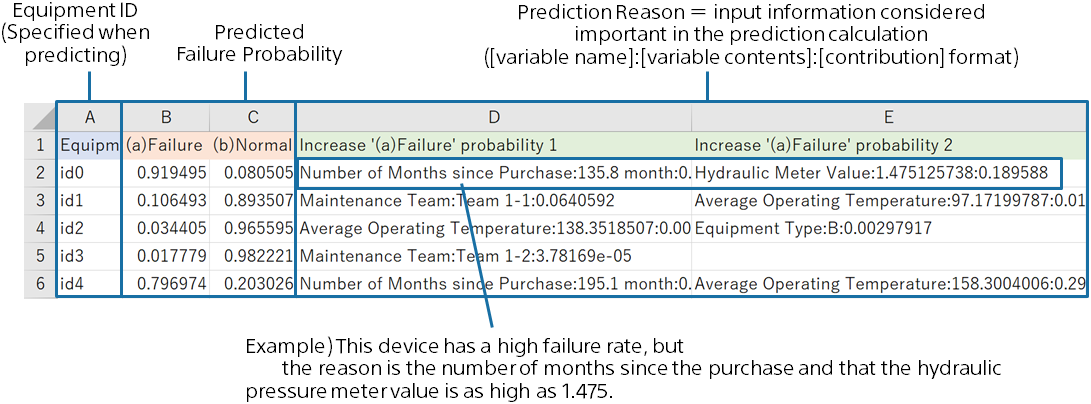 Equipment ID
(Specified when
predicting)
Predicted
Failure Probability
Prediction Reason = input information considered
important in the prediction calculation
([variable name]:[variable contents]:[contribution] format)
A B C D E
1 Equipm (a)Failure (b)Normal Increase '(a)Failure' probability 1 Increase '(a)Failure' probability 2
2 id0 0.919495 0.080505 Number of Months since Purchase:135.8 month:0. Hydraulic Meter Value:1.475125738:0.189588
3 id1 0.106493 0.893507 Maintenance Team:Team 1-1:0.0640592 Average Operating Temperature:97.17199787:0.01
4 id2 0.034405 0.965595 Average Operating Temperature:138.3518507:0.00 Equipment Type:B:0.00297917
5 id3 0.017779 0.982221 Maintenance Team:Team 1-2:3.78169e-05
6 id4 0.796974 0.203026 Number of Months since Purchase:195.1 month:0. Average Operating Temperature:158.3004006:0.29
Example) This device has a high failure rate, but
the reason is the number of months since the purchase and that the hydraulic
pressure meter value is as high as 1.475.